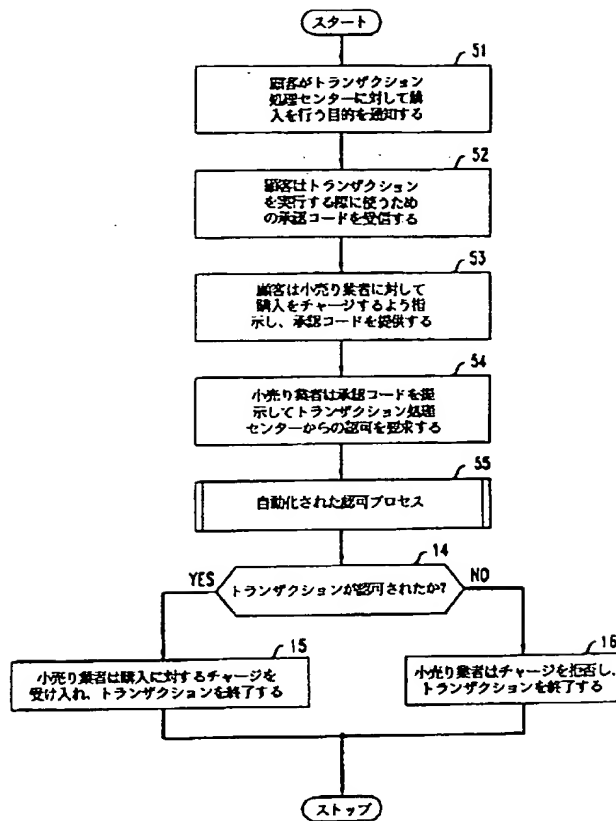 スタート
51
顧客がトランザクション
処理センターに対して購
入を行う目的を通知する
52
顧客はトランザクション
を実行する際に使うため
の承認コードを受信する
53
顧客は小売り業者に対して
購入をチャージするよう指
示し、承認コードを提供する
54
小売り業者は承認コードを提
示してトランザクション処理
センターからの認可を要求する
55
自動化された認可プロセス
14
YES
トランザクションが認可されたか?
NO
15
小売り業者は購入に対するチャージを
受け入れ、トランザクションを終了する
16
小売り業者はチャージを拒否し、
トランザクションを終了する
ストップ